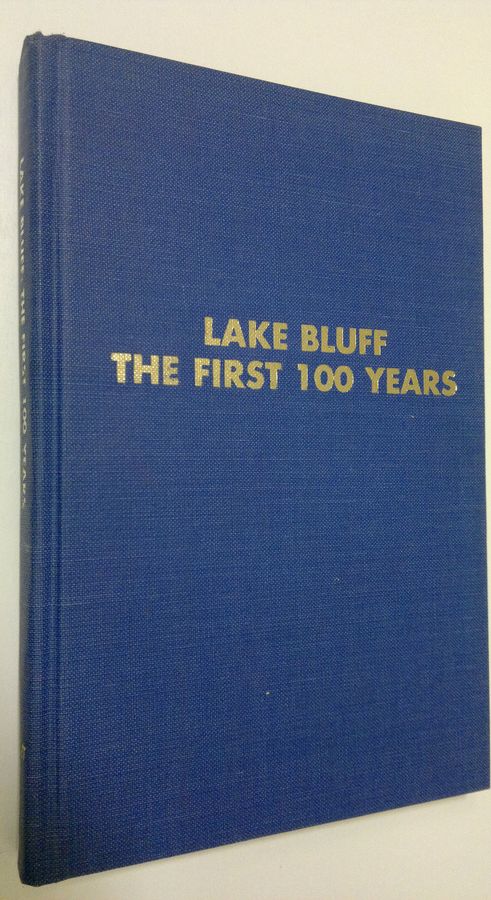 LAKE BLUFF
THE FIRST 100 YEARS
LAKE BLUFF THE FIRST 100 YEARS